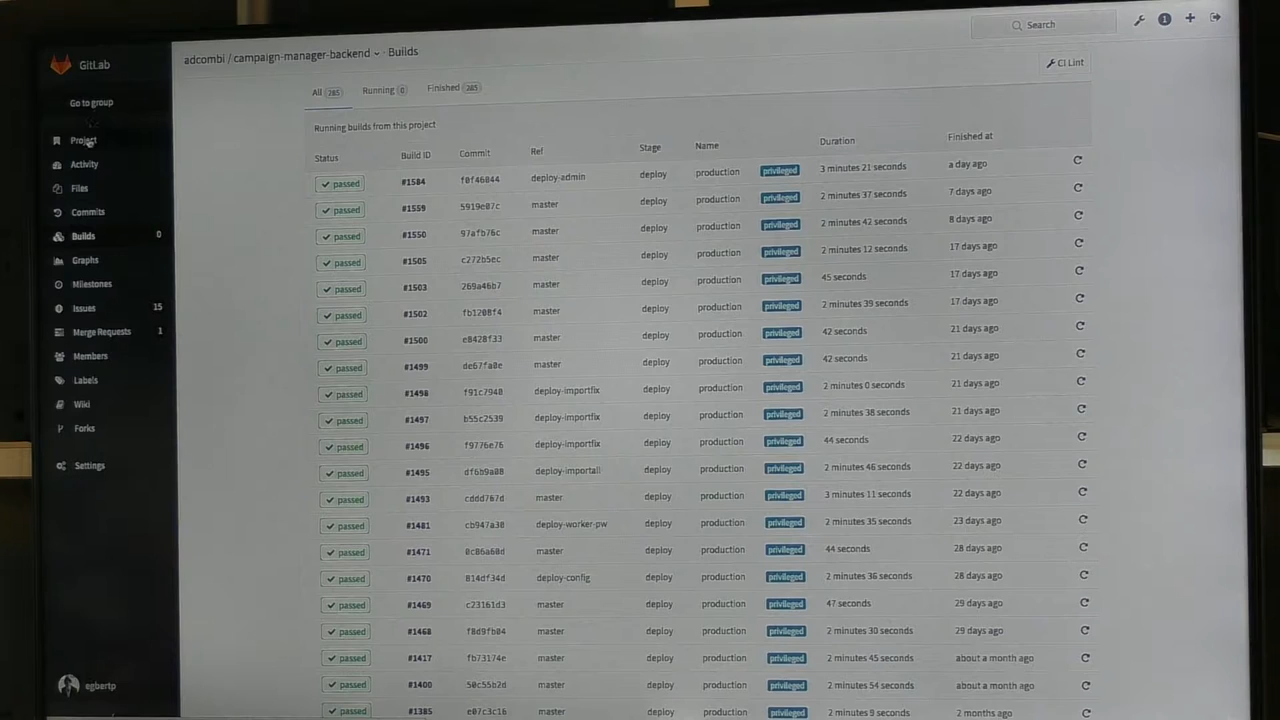 GitLab
adcombi / campaign-manager-backend Builds
Search
1
CI Lint
Go to group
Project
Activity
Files
Commits
Builds 0
Graphs
Milestones
Issues 15
Merge Requests 1
Members
Labels
Wiki
Forks
Settings
egbertp
All 285 Running 0 Finished 285
Running builds from this project
Status Build ID Commit Ref Stage Name Duration Finished at
passed #1584 f0f46044 deploy-admin deploy production privileged 3 minutes 21 seconds a day ago
passed #1559 5919e07c master deploy production privileged 2 minutes 37 seconds 7 days ago
passed #1550 97afb76c master deploy production privileged 2 minutes 42 seconds 8 days ago
passed #1505 c272b5ec master deploy production privileged 2 minutes 12 seconds 17 days ago
passed #1503 269a46b7 master deploy production privileged 45 seconds 17 days ago
passed #1502 fb1208f4 master deploy production privileged 2 minutes 39 seconds 17 days ago
passed #1500 e8428f33 master deploy production privileged 42 seconds 21 days ago
passed #1499 de67fa0e master deploy production privileged 42 seconds 21 days ago
passed #1498 f91c7940 deploy-importfix deploy production privileged 2 minutes 0 seconds 21 days ago
passed #1497 b55c2539 deploy-importfix deploy production privileged 2 minutes 38 seconds 21 days ago
passed #1496 f9776e76 deploy-importfix deploy production privileged 44 seconds 22 days ago
passed #1495 df6b9a08 deploy-importall deploy production privileged 2 minutes 46 seconds 22 days ago
passed #1493 cddd767d master deploy production privileged 3 minutes 11 seconds 22 days ago
passed #1481 cb947a38 deploy-worker-pw deploy production privileged 2 minutes 35 seconds 23 days ago
passed #1471 0c86a60d master deploy production privileged 44 seconds 28 days ago
passed #1470 814df34d deploy-config deploy production privileged 2 minutes 36 seconds 28 days ago
passed #1469 c23161d3 master deploy production privileged 47 seconds 29 days ago
passed #1468 f8d9fb04 master deploy production privileged 2 minutes 30 seconds 29 days ago
passed #1417 fb73174e master deploy production privileged 2 minutes 45 seconds about a month ago
passed #1400 50c55b2d master deploy production privileged 2 minutes 54 seconds about a month ago
passed #1385 e07c3c16 master deploy production privileged 2 minutes 9 seconds 2 months ago